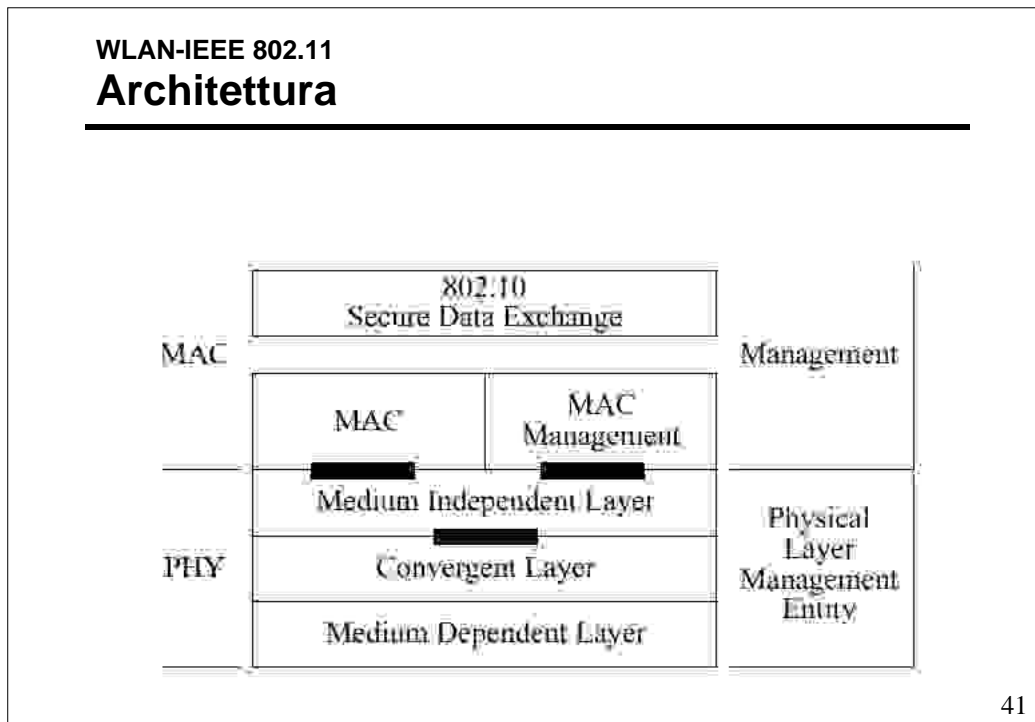 WLAN-IEEE 802.11
Architettura
802.10
Secure Data Exchange
MAC
Management
MAC
MAC
Management
Medium Independent Layer
PHY
Convergent Layer
Physical
Layer
Management
Entity
Medium Dependent Layer
41